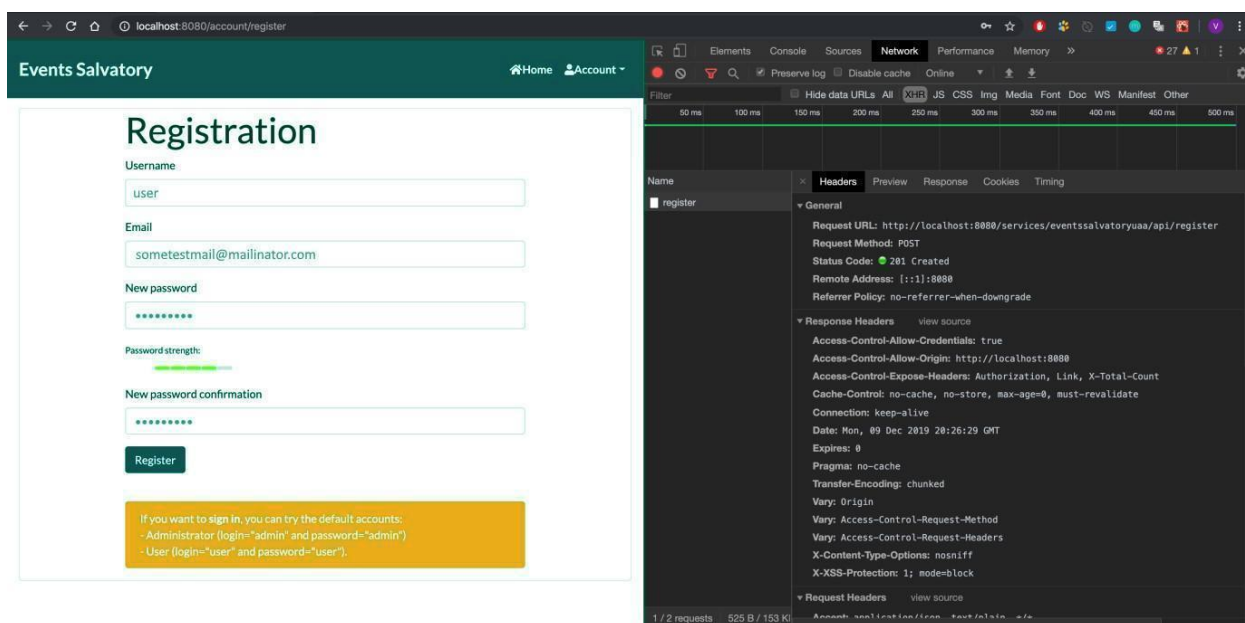 localhost:8080/account/register
Events Salvatory
Home Account
Registration
Username
user
Email
sometestmail@mailinator.com
New password
•••••••••
Password strength:
New password confirmation
•••••••••
Register
If you want to sign in, you can try the default accounts:
- Administrator (login="admin" and password="admin")
- User (login="user" and password="user").
Elements Console Sources Network Performance Memory » 27 1
Preserve log Disable cache Online
Filter Hide data URLs All XHR JS CSS Img Media Font Doc WS Manifest Other
50 ms 100 ms 150 ms 200 ms 250 ms 300 ms 350 ms 400 ms 450 ms 500 ms
Name × Headers Preview Response Cookies Timing
register
General
Request URL: http://localhost:8080/services/eventssalvatoryuaa/api/register
Request Method: POST
Status Code: 201 Created
Remote Address: [::1]:8080
Referrer Policy: no-referrer-when-downgrade
Response Headers view source
Access-Control-Allow-Credentials: true
Access-Control-Allow-Origin: http://localhost:8080
Access-Control-Expose-Headers: Authorization, Link, X-Total-Count
Cache-Control: no-cache, no-store, max-age=0, must-revalidate
Connection: keep-alive
Date: Mon, 09 Dec 2019 20:26:29 GMT
Expires: 0
Pragma: no-cache
Transfer-Encoding: chunked
Vary: Origin
Vary: Access-Control-Request-Method
Vary: Access-Control-Request-Headers
X-Content-Type-Options: nosniff
X-XSS-Protection: 1; mode=block
Request Headers view source
Accept: application/json, text/plain, */*
1 / 2 requests 525 B / 153 K